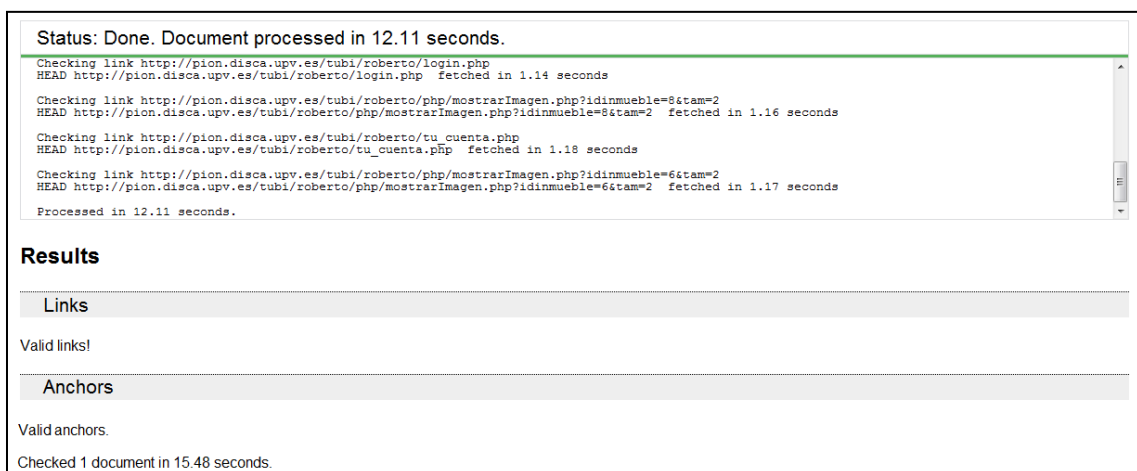 Status: Done. Document processed in 12.11 seconds.
Checking link http://pion.disca.upv.es/tubi/roberto/login.php
HEAD http://pion.disca.upv.es/tubi/roberto/login.php  fetched in 1.14 seconds
Checking link http://pion.disca.upv.es/tubi/roberto/php/mostrarImagen.php?idinmueble=8&tam=2
HEAD http://pion.disca.upv.es/tubi/roberto/php/mostrarImagen.php?idinmueble=8&tam=2  fetched in 1.16 seconds
Checking link http://pion.disca.upv.es/tubi/roberto/tu_cuenta.php
HEAD http://pion.disca.upv.es/tubi/roberto/tu_cuenta.php  fetched in 1.18 seconds
Checking link http://pion.disca.upv.es/tubi/roberto/php/mostrarImagen.php?idinmueble=6&tam=2
HEAD http://pion.disca.upv.es/tubi/roberto/php/mostrarImagen.php?idinmueble=6&tam=2  fetched in 1.17 seconds
Processed in 12.11 seconds.
Results
Links
Valid links!
Anchors
Valid anchors.
Checked 1 document in 15.48 seconds.